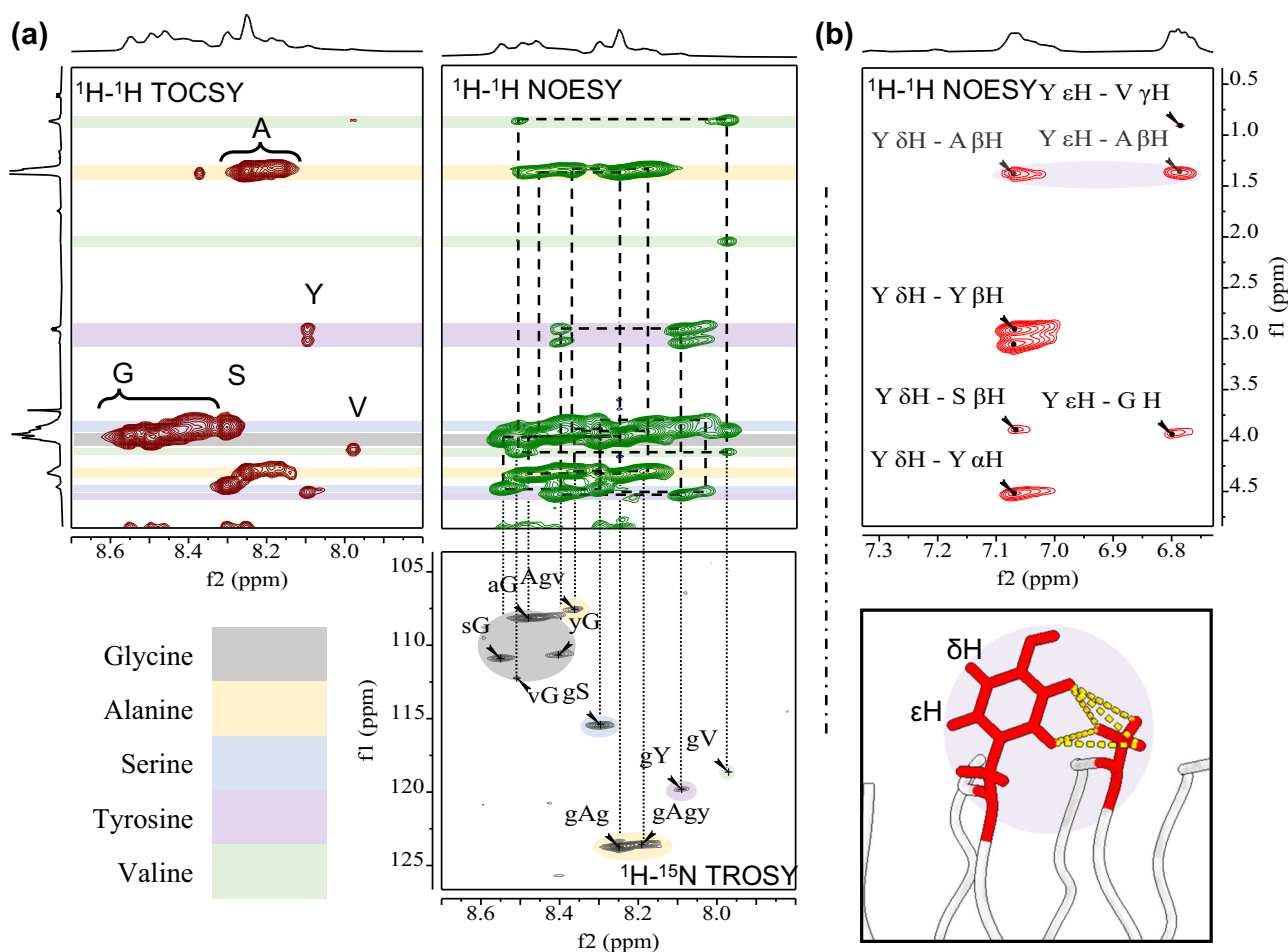 (a)
¹H-¹H TOCSY
A
Y
G
S
V
8.6
8.4
8.2
8.0
f2 (ppm)
¹H-¹H NOESY
105
110
115
120
125
f1 (ppm)
aG
Agv
sG
yG
vG
gS
gV
gY
gAg
gAgy
¹H-¹⁵N TROSY
8.6
8.4
8.2
8.0
f2 (ppm)
Glycine
Alanine
Serine
Tyrosine
Valine
(b)
¹H-¹H NOESY
Y εH - V γH
Y δH - A βH
Y εH - A βH
Y δH - Y βH
Y δH - S βH
Y εH - G H
Y δH - Y αH
0.5
1.0
1.5
2.0
2.5
3.0
3.5
4.0
4.5
f1 (ppm)
7.3
7.2
7.1
7.0
6.9
6.8
f2 (ppm)
δH
εH